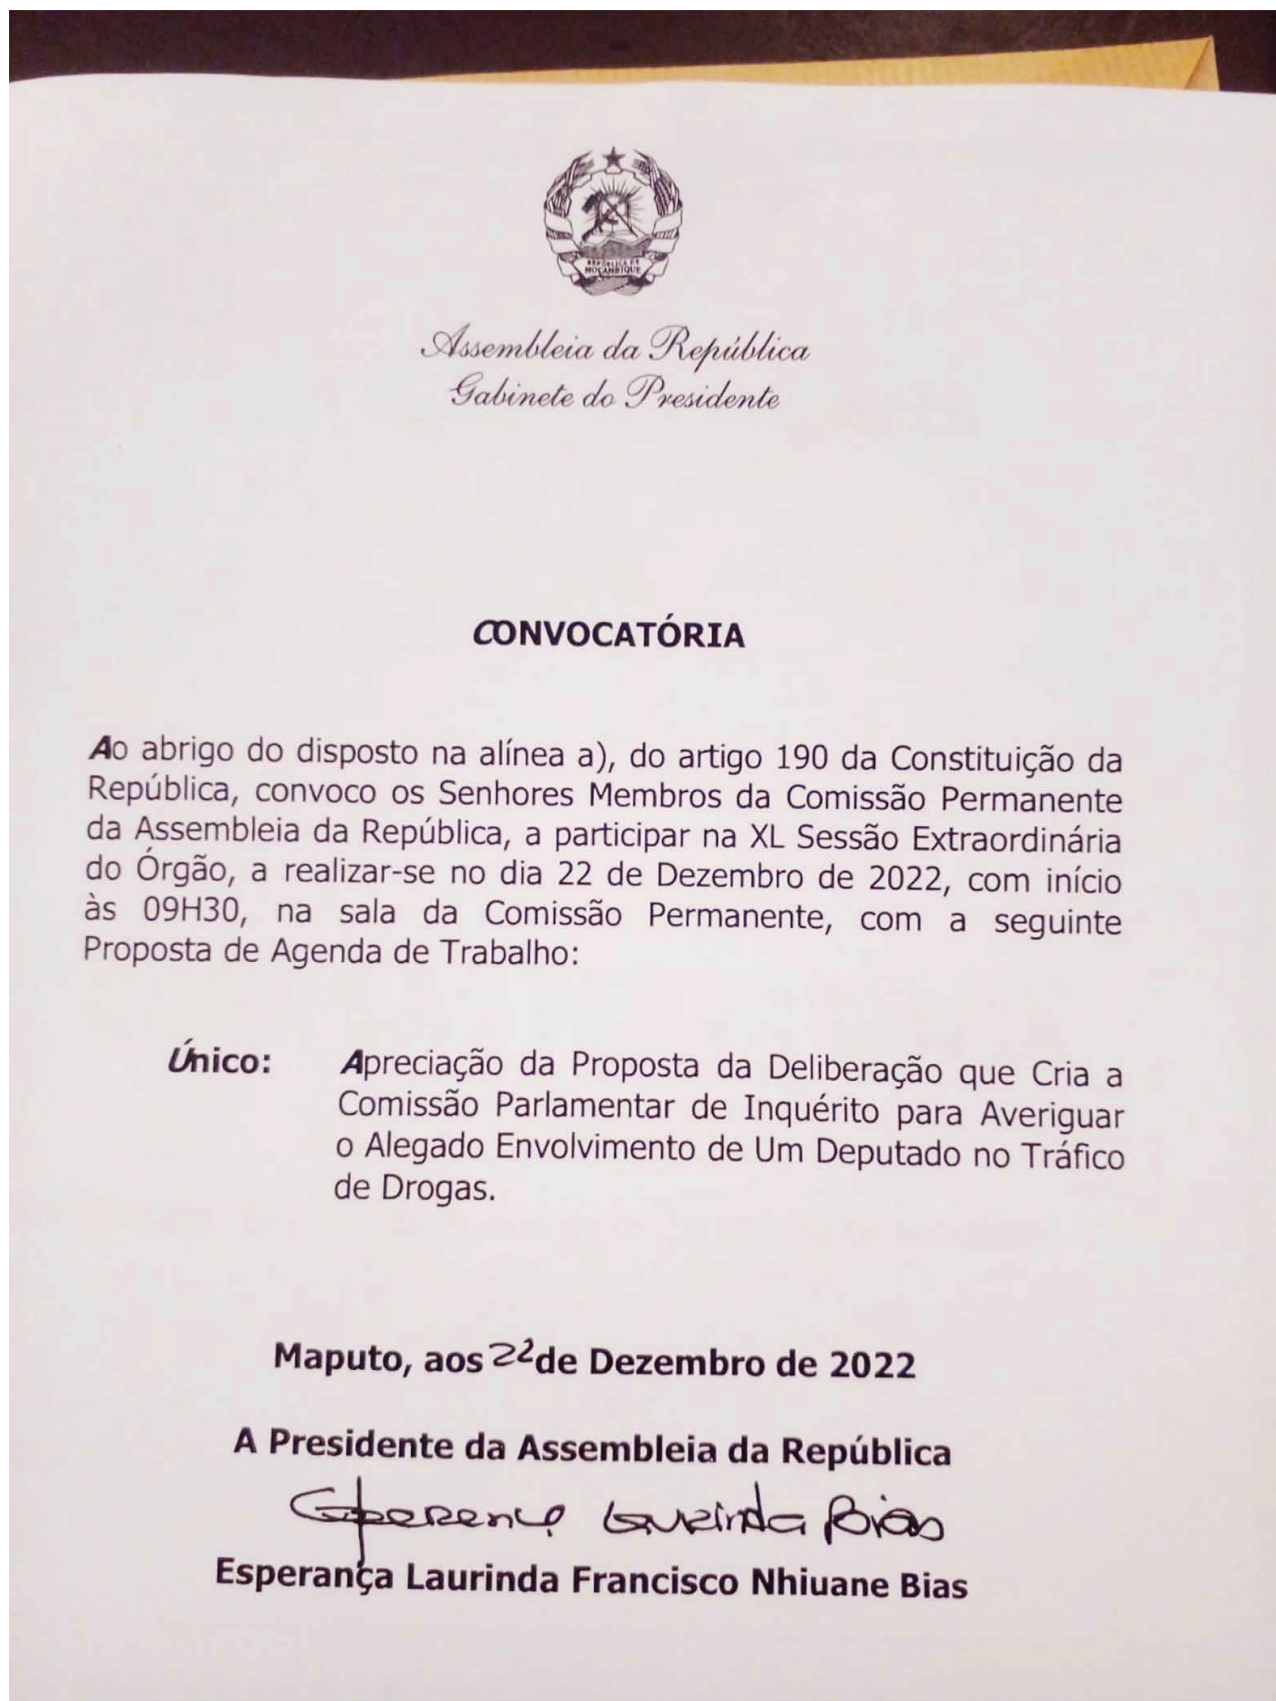 REPÚBLICA DE
MOÇAMBIQUE
Assembleia da República
Gabinete do Presidente
CONVOCATÓRIA
Ao abrigo do disposto na alínea a), do artigo 190 da Constituição da
República, convoco os Senhores Membros da Comissão Permanente
da Assembleia da República, a participar na XL Sessão Extraordinária
do Órgão, a realizar-se no dia 22 de Dezembro de 2022, com início
às 09H30, na sala da Comissão Permanente, com a seguinte
Proposta de Agenda de Trabalho:
Único: Apreciação da Proposta da Deliberação que Cria a
Comissão Parlamentar de Inquérito para Averiguar
o Alegado Envolvimento de Um Deputado no Tráfico
de Drogas.
Maputo, aos 22 de Dezembro de 2022
A Presidente da Assembleia da República
Esperança Laurinda Bias
Esperança Laurinda Francisco Nhiuane Bias